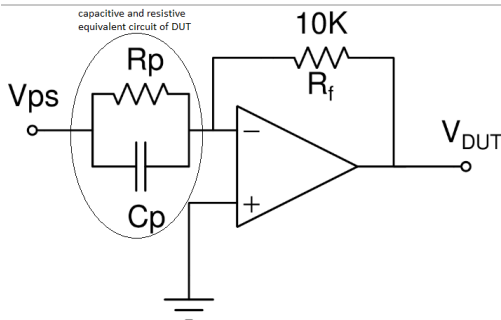 capacitive and resistive
equivalent circuit of DUT
10K
Rp
Rf
Vps
VDUT
−
+
Cp